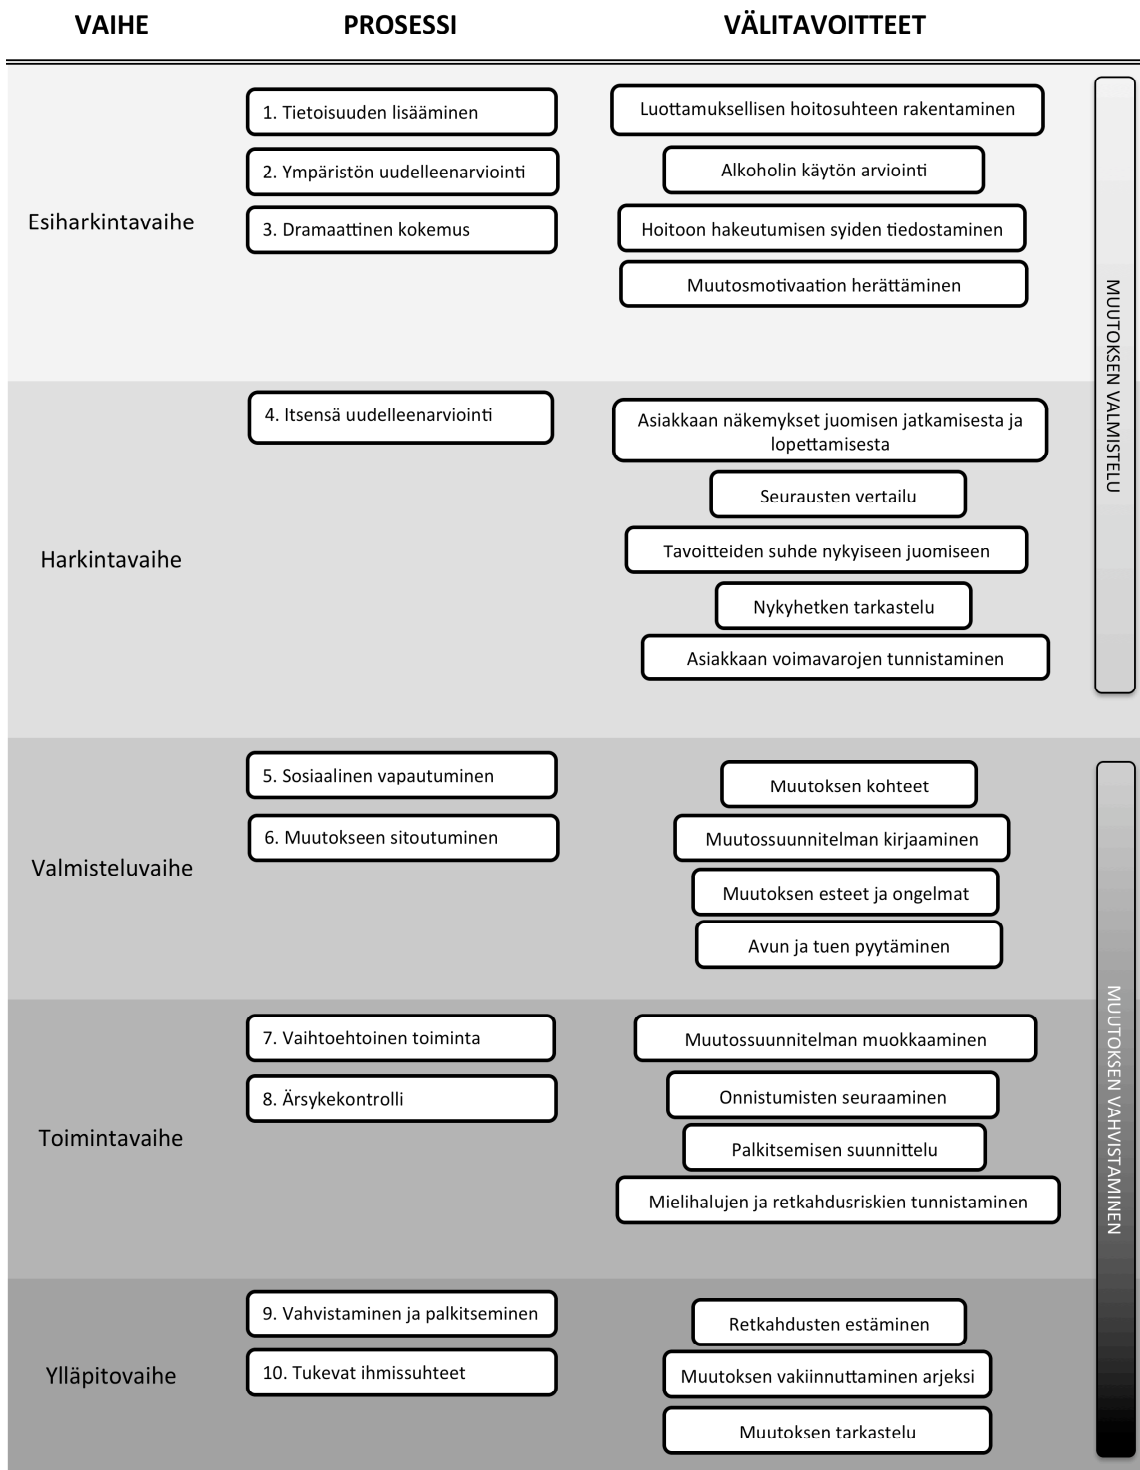 VAIHE PROSESSI VÄLITAVOITTEET
Esiharkintavaihe
1. Tietoisuuden lisääminen
2. Ympäristön uudelleenarviointi
3. Dramaattinen kokemus
Luottamuksellisen hoitosuhteen rakentaminen
Alkoholin käytön arviointi
Hoitoon hakeutumisen syiden tiedostaminen
Muutosmotivaation herättäminen
Harkintavaihe
4. Itsensä uudelleenarviointi
Asiakkaan näkemykset juomisen jatkamisesta ja
lopettamisesta
Seurausten vertailu
Tavoitteiden suhde nykyiseen juomiseen
Nykyhetken tarkastelu
Asiakkaan voimavarojen tunnistaminen
MUUTOKSEN VALMISTELU
Valmisteluvaihe
5. Sosiaalinen vapautuminen
6. Muutokseen sitoutuminen
Muutoksen kohteet
Muutossuunnitelman kirjaaminen
Muutoksen esteet ja ongelmat
Avun ja tuen pyytäminen
Toimintavaihe
7. Vaihtoehtoinen toiminta
8. Ärsykekontrolli
Muutossuunnitelman muokkaaminen
Onnistumisten seuraaminen
Palkitsemisen suunnittelu
Mielihalujen ja retkahdusriskien tunnistaminen
Ylläpitovaihe
9. Vahvistaminen ja palkitseminen
10. Tukevat ihmissuhteet
Retkahdusten estäminen
Muutoksen vakiinnuttaminen arjeksi
Muutoksen tarkastelu
MUUTOKSEN VAHVISTAMINEN